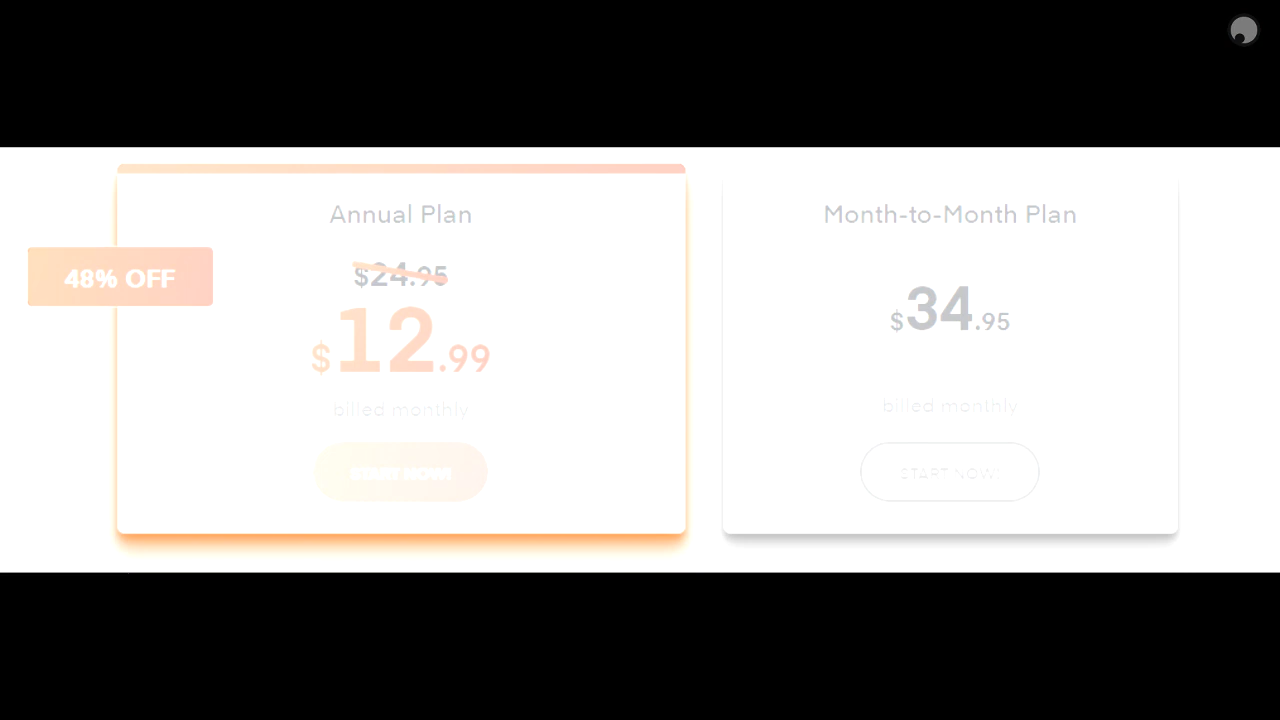 Annual Plan
48% OFF
$24.95
$12.99
billed monthly
START NOW!
Month-to-Month Plan
$34.95
billed monthly
START NOW!